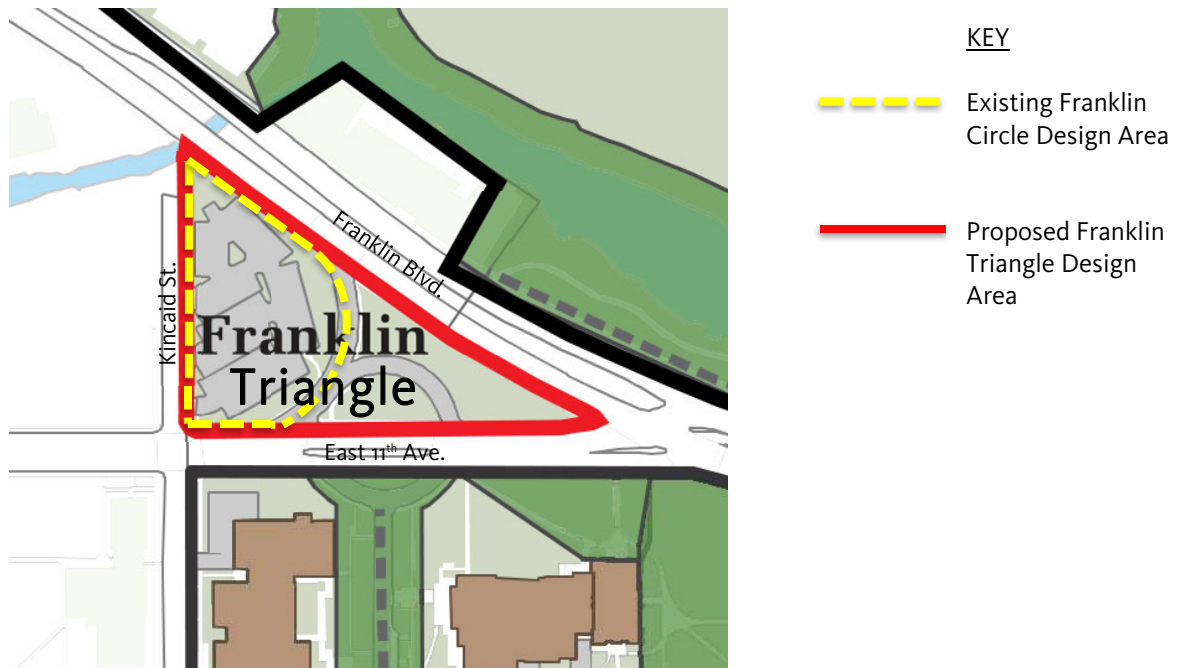 KEY
Existing Franklin
Circle Design Area
Proposed Franklin
Triangle Design
Area
Franklin Blvd.
Kincaid St.
Franklin
Triangle
East 11th Ave.